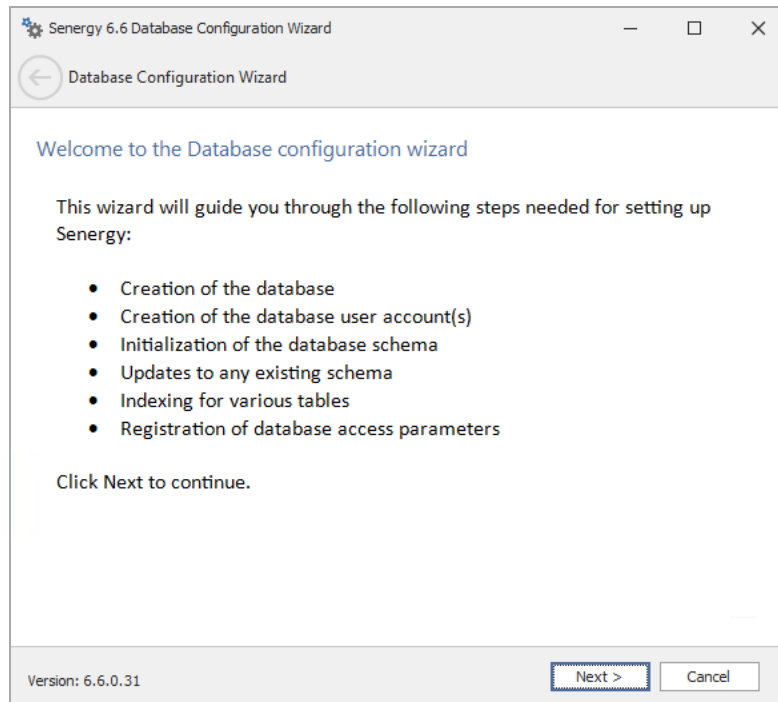 Senergy 6.6 Database Configuration Wizard
Database Configuration Wizard
Welcome to the Database configuration wizard
This wizard will guide you through the following steps needed for setting up
Senergy:
• Creation of the database
• Creation of the database user account(s)
• Initialization of the database schema
• Updates to any existing schema
• Indexing for various tables
• Registration of database access parameters
Click Next to continue.
Version: 6.6.0.31
Next >
Cancel